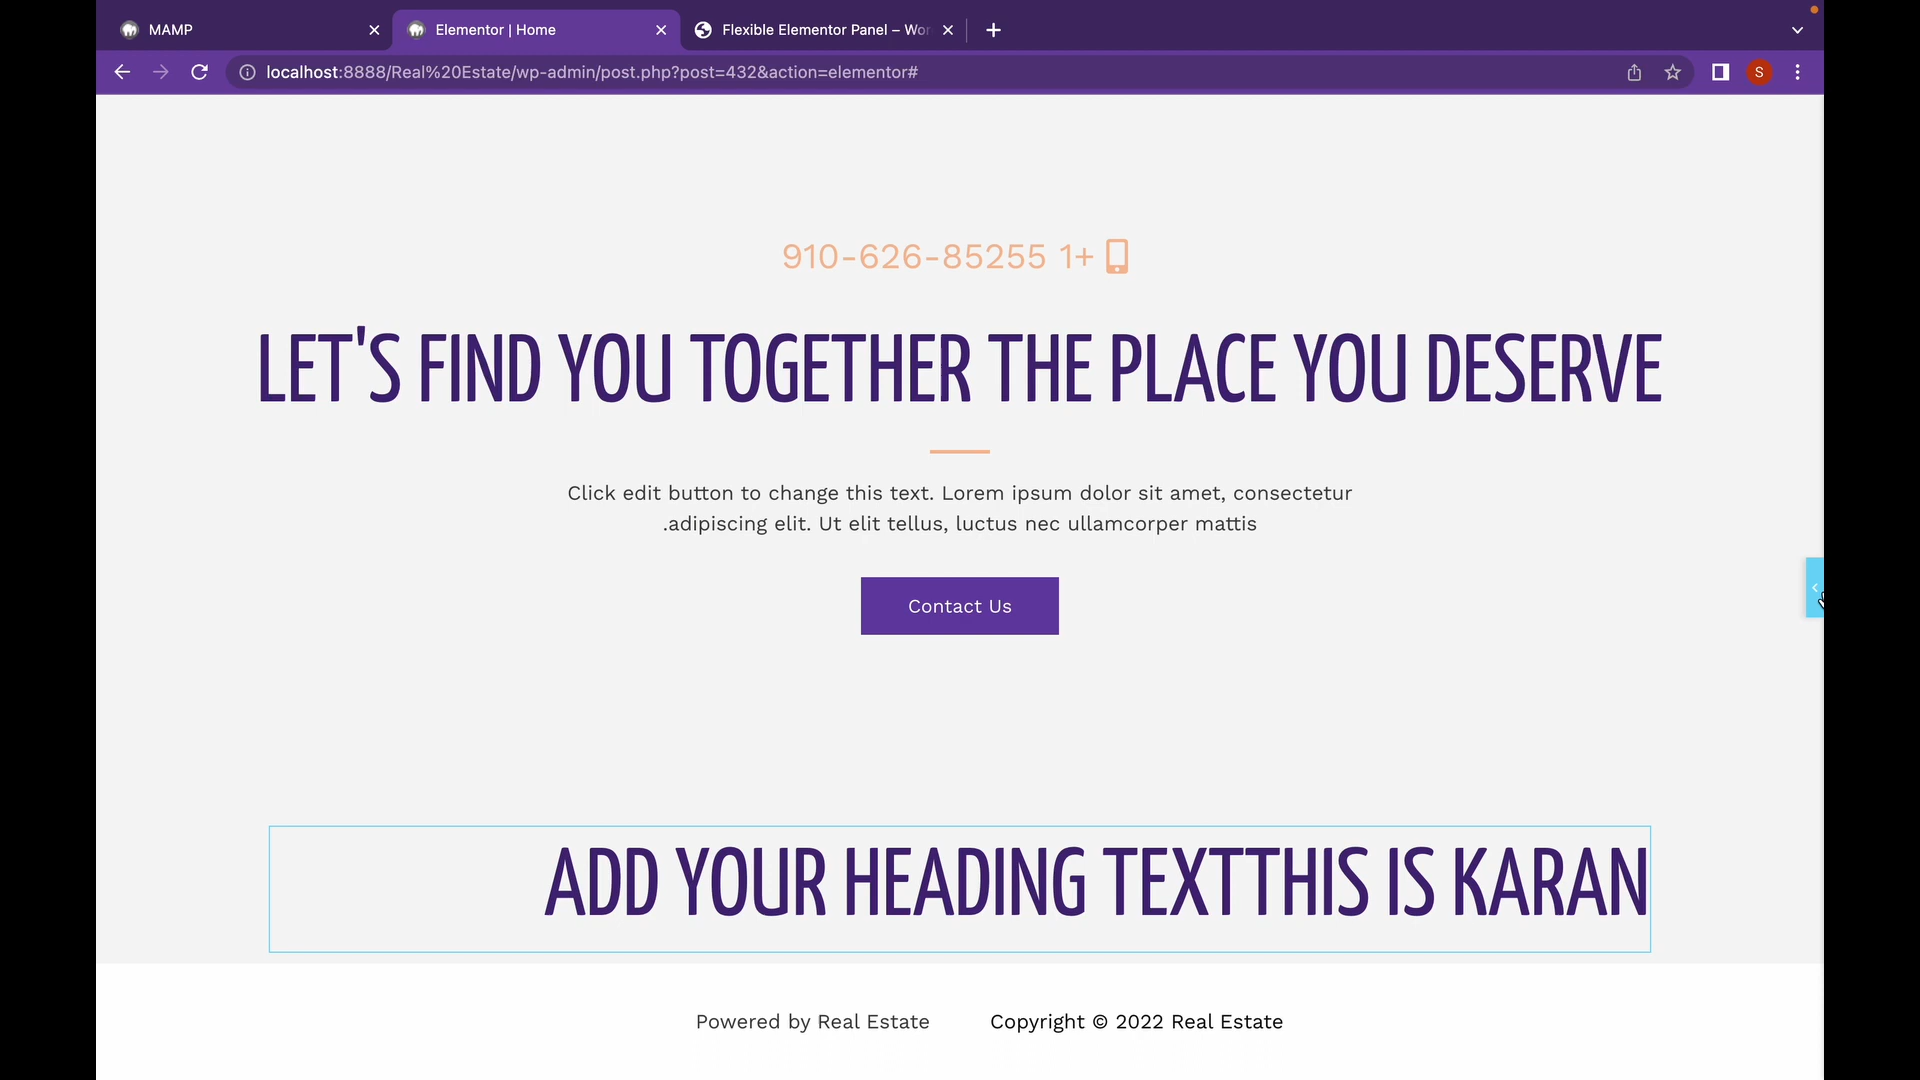 MAMP
Elementor | Home
Flexible Elementor Panel – Wor
localhost:8888/Real%20Estate/wp-admin/post.php?post=432&action=elementor#
S
910-626-85255 1+
LET'S FIND YOU TOGETHER THE PLACE YOU DESERVE
Click edit button to change this text. Lorem ipsum dolor sit amet, consectetur
.adipiscing elit. Ut elit tellus, luctus nec ullamcorper mattis
Contact Us
ADD YOUR HEADING TEXTTHIS IS KARAN
Powered by Real Estate
Copyright © 2022 Real Estate